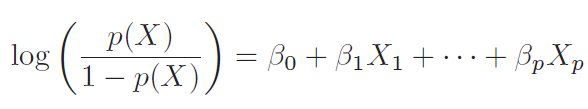 log ( p(X) / 1 − p(X) ) = β₀ + β₁X₁ + · · · + βₚXₚ